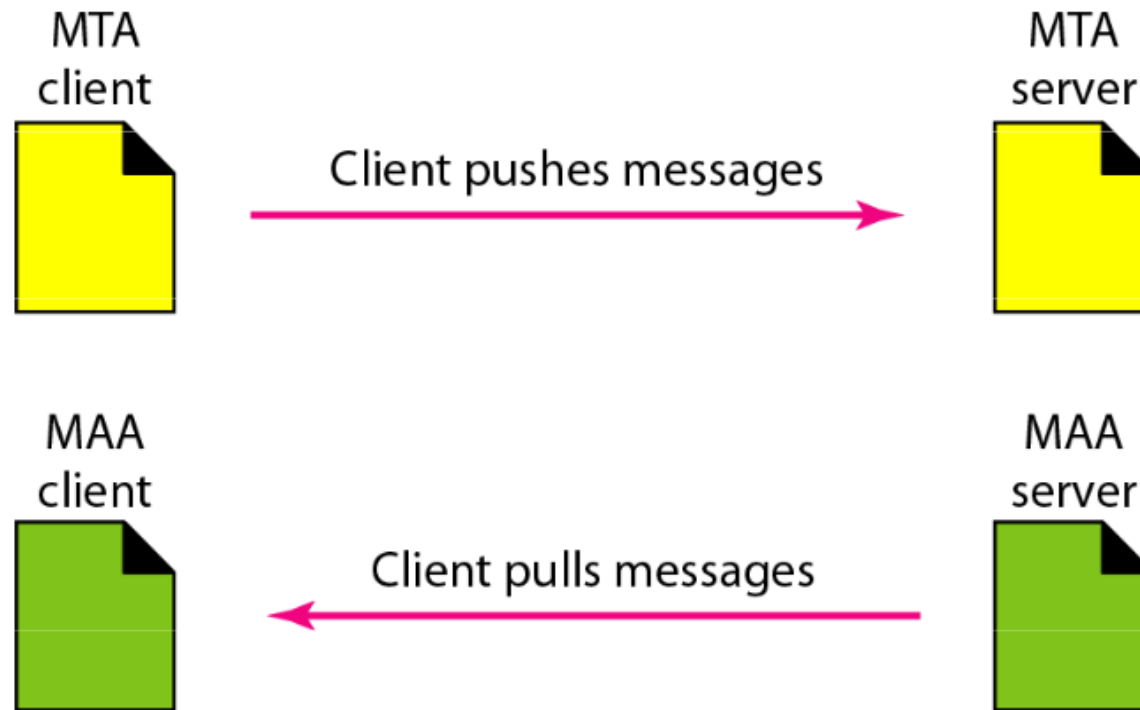 MTA
client
MTA
server
Client pushes messages
MAA
client
MAA
server
Client pulls messages